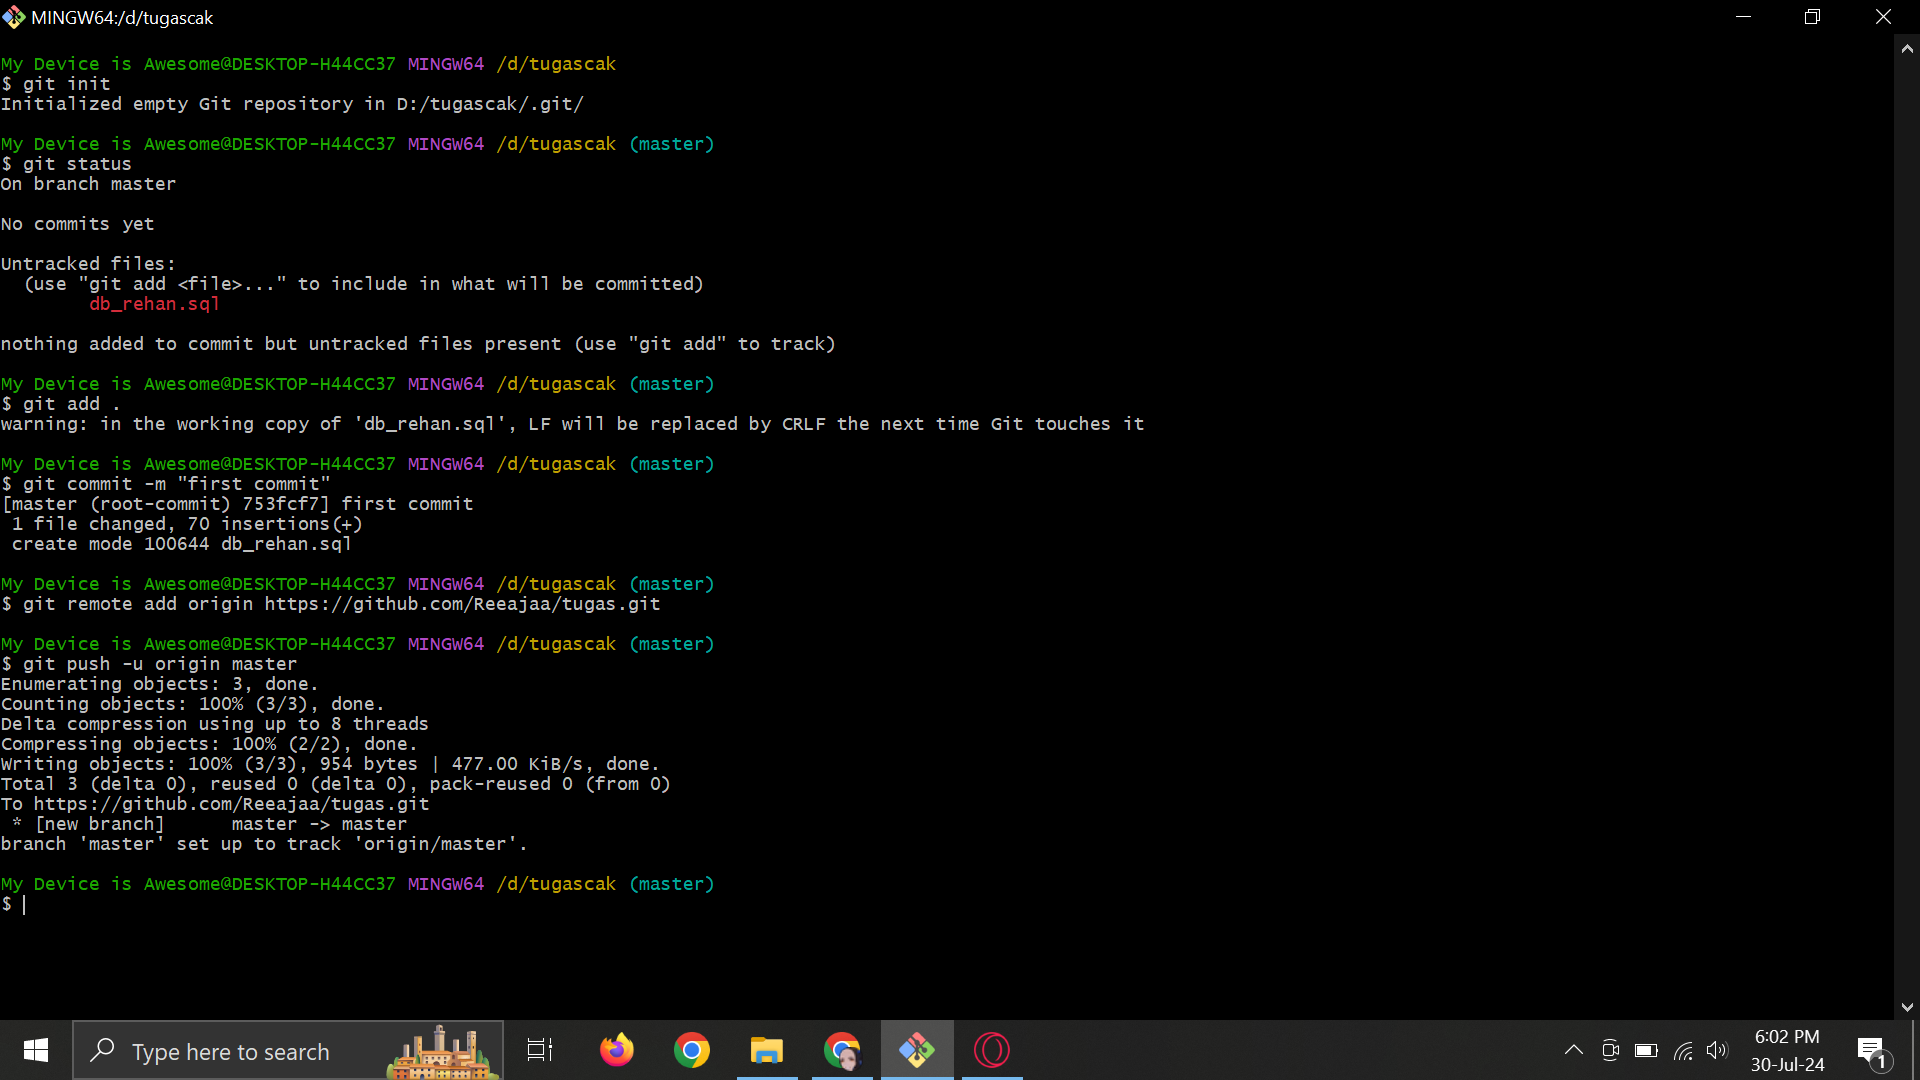 MINGW64:/d/tugascak
My Device is Awesome@DESKTOP-H44CC37 MINGW64 /d/tugascak
$ git init
Initialized empty Git repository in D:/tugascak/.git/
My Device is Awesome@DESKTOP-H44CC37 MINGW64 /d/tugascak (master)
$ git status
On branch master
No commits yet
Untracked files:
  (use "git add <file>..." to include in what will be committed)
        db_rehan.sql
nothing added to commit but untracked files present (use "git add" to track)
My Device is Awesome@DESKTOP-H44CC37 MINGW64 /d/tugascak (master)
$ git add .
warning: in the working copy of 'db_rehan.sql', LF will be replaced by CRLF the next time Git touches it
My Device is Awesome@DESKTOP-H44CC37 MINGW64 /d/tugascak (master)
$ git commit -m "first commit"
[master (root-commit) 753fcf7] first commit
 1 file changed, 70 insertions(+)
 create mode 100644 db_rehan.sql
My Device is Awesome@DESKTOP-H44CC37 MINGW64 /d/tugascak (master)
$ git remote add origin https://github.com/Reeajaa/tugas.git
My Device is Awesome@DESKTOP-H44CC37 MINGW64 /d/tugascak (master)
$ git push -u origin master
Enumerating objects: 3, done.
Counting objects: 100% (3/3), done.
Delta compression using up to 8 threads
Compressing objects: 100% (2/2), done.
Writing objects: 100% (3/3), 954 bytes | 477.00 KiB/s, done.
Total 3 (delta 0), reused 0 (delta 0), pack-reused 0 (from 0)
To https://github.com/Reeajaa/tugas.git
 * [new branch]      master -> master
branch 'master' set up to track 'origin/master'.
My Device is Awesome@DESKTOP-H44CC37 MINGW64 /d/tugascak (master)
$
Type here to search
6:02 PM
30-Jul-24
1